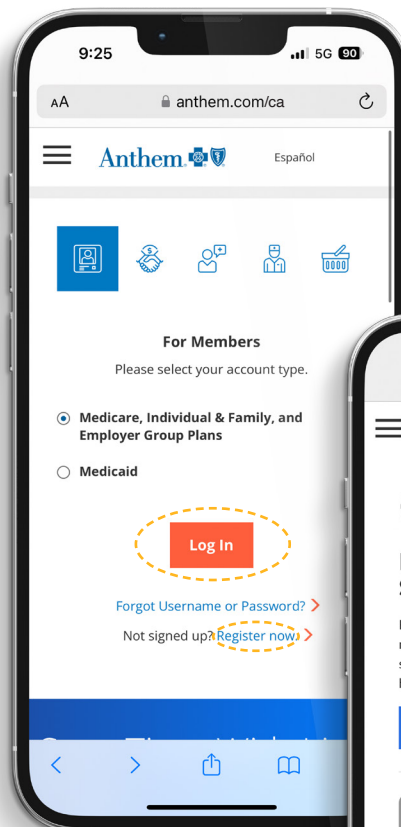 9:25
5G 90
AA anthem.com/ca
Anthem Español
For Members
Please select your account type.
Medicare, Individual & Family, and
Employer Group Plans
Medicaid
Log In
Forgot Username or Password?
Not signed up? Register now.